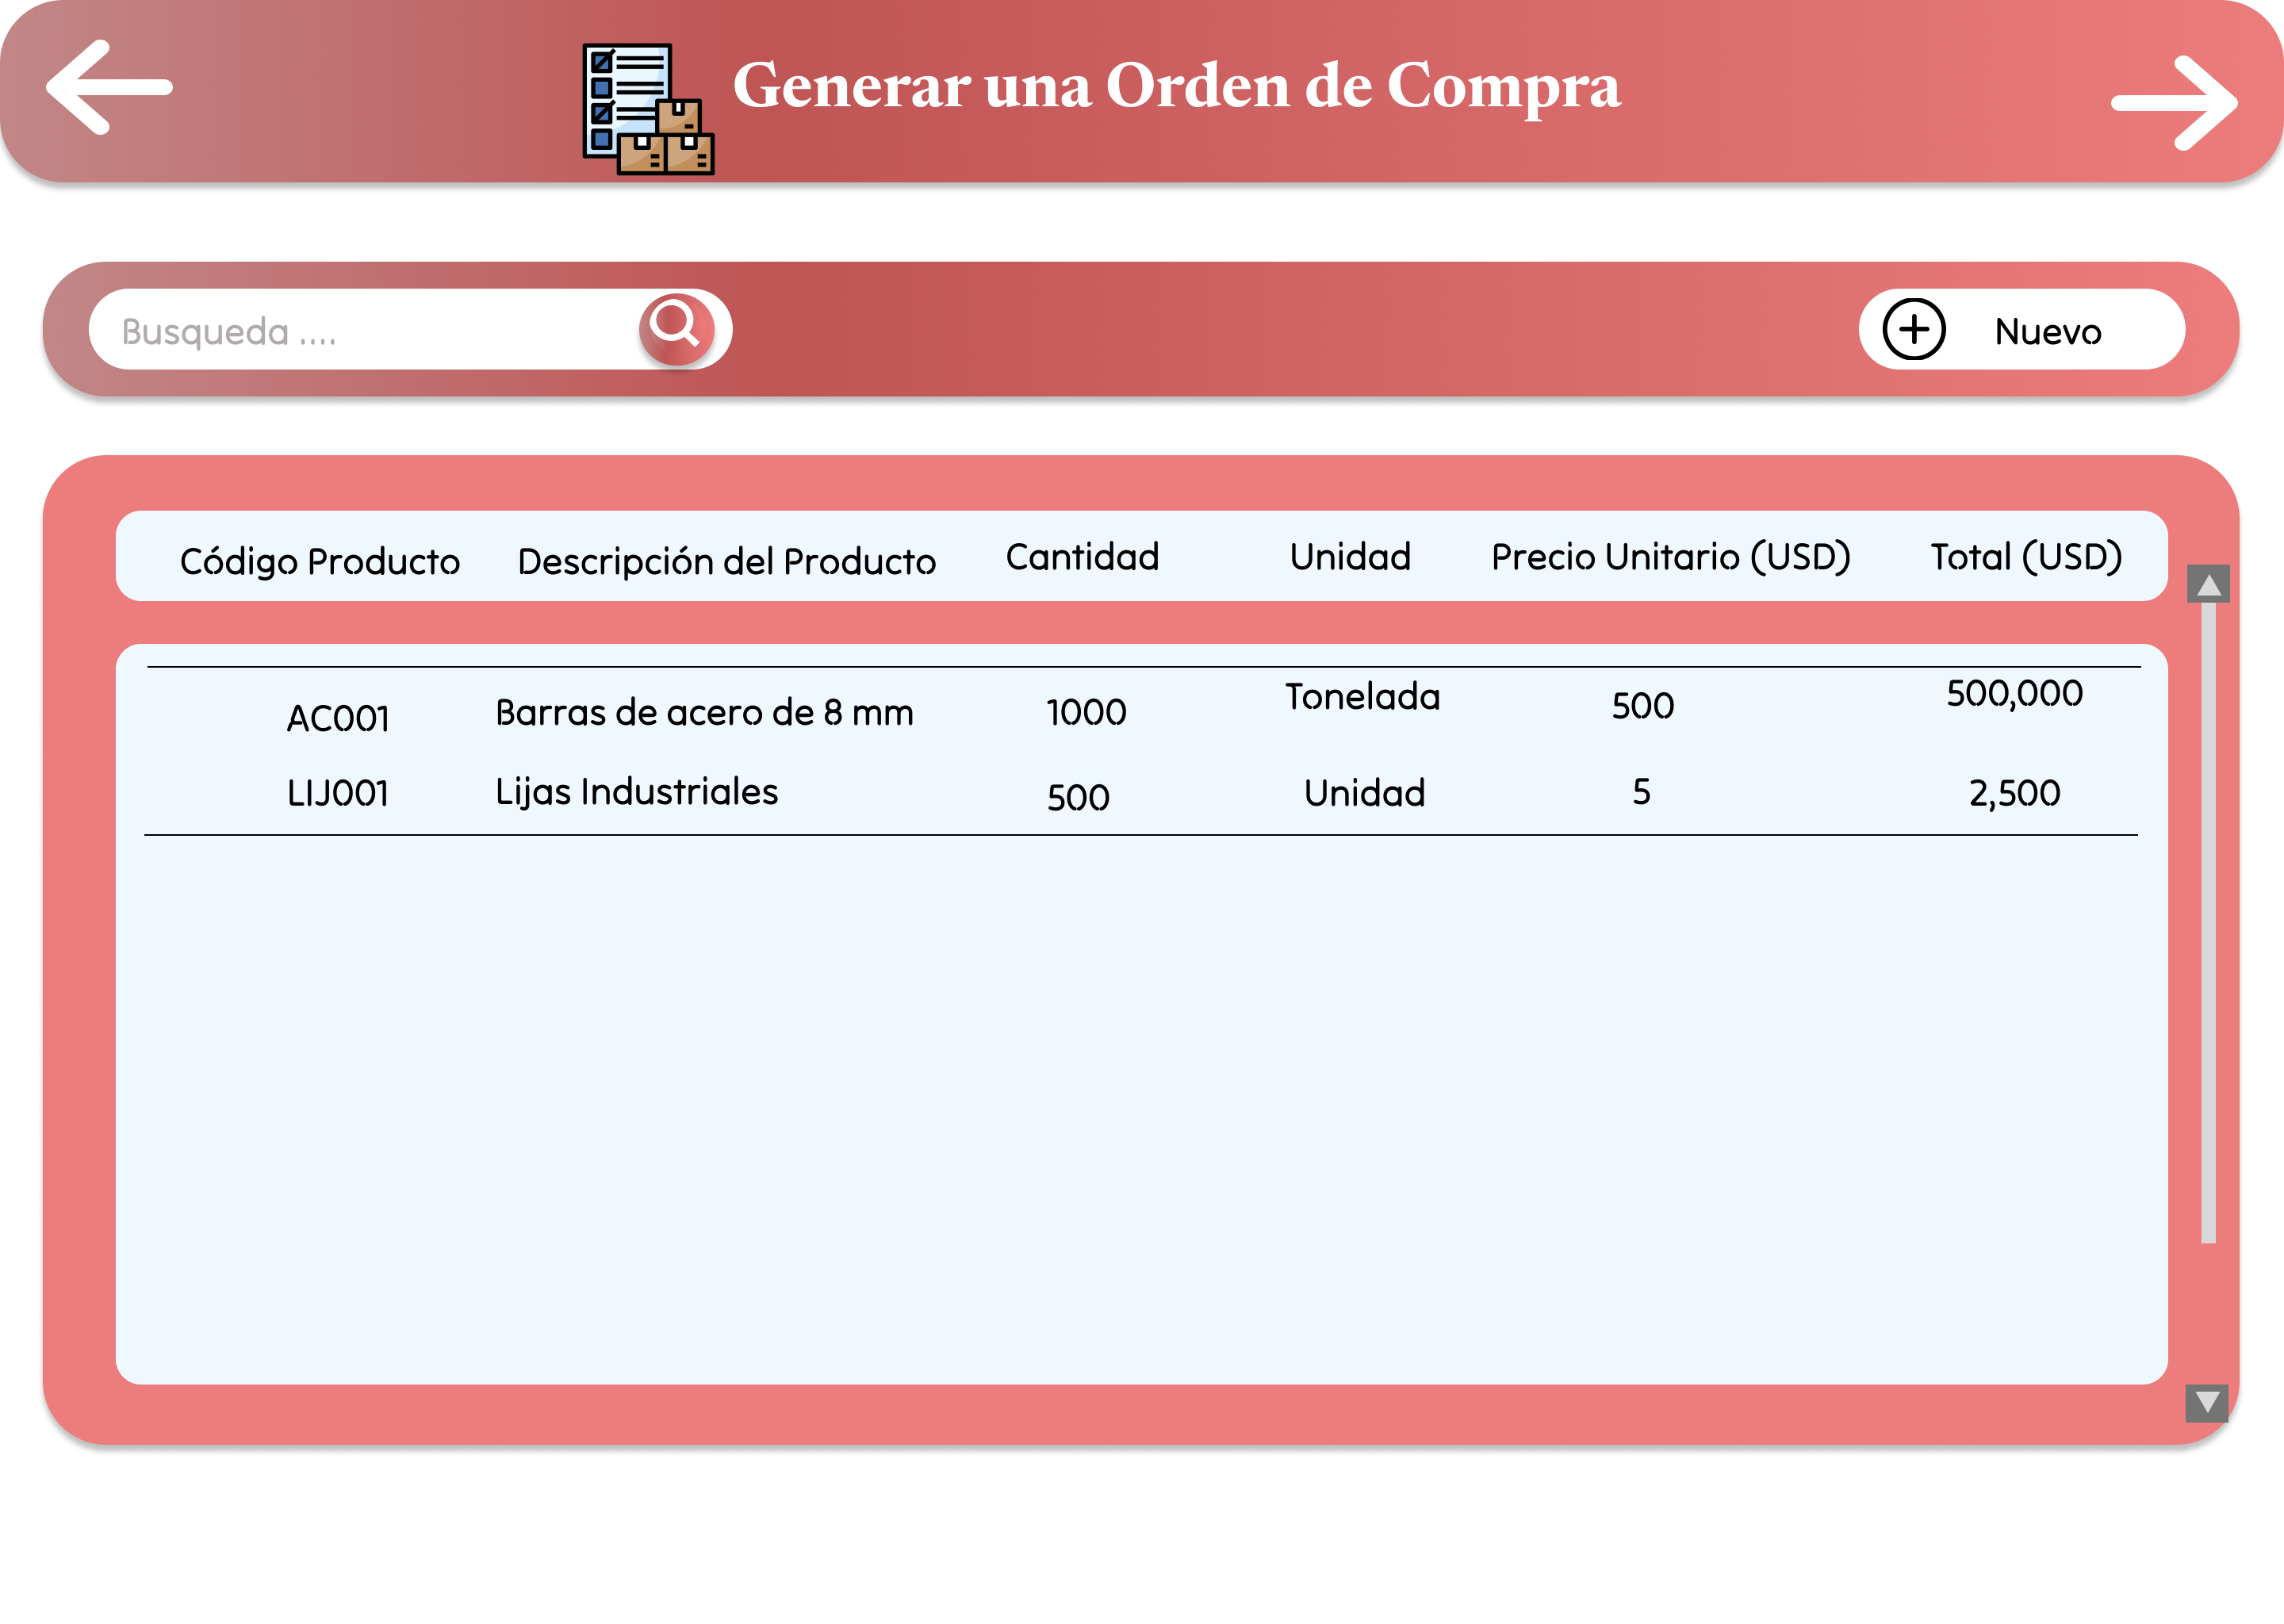 Generar una Orden de Compra
Busqueda ....
Nuevo
Código Producto Descripción del Producto Cantidad Unidad Precio Unitario (USD) Total (USD)
AC001 Barras de acero de 8 mm 1000 Tonelada 500 500,000
LIJ001 Lijas Industriales 500 Unidad 5 2,500